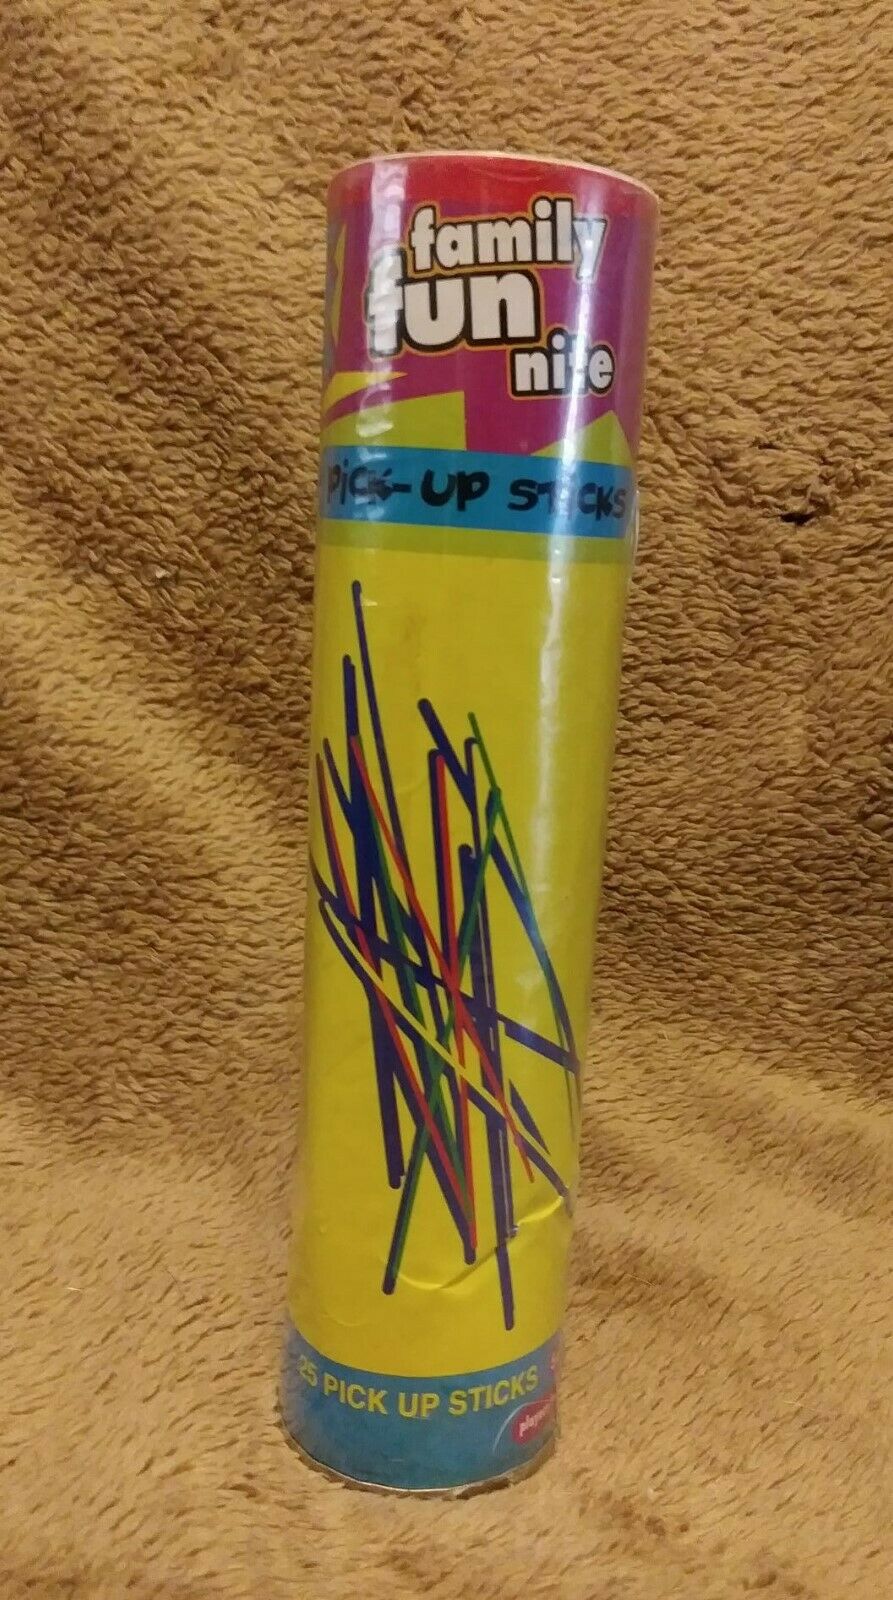 family
fun
nite
PICK-UP STICKS
25 PICK UP STICKS